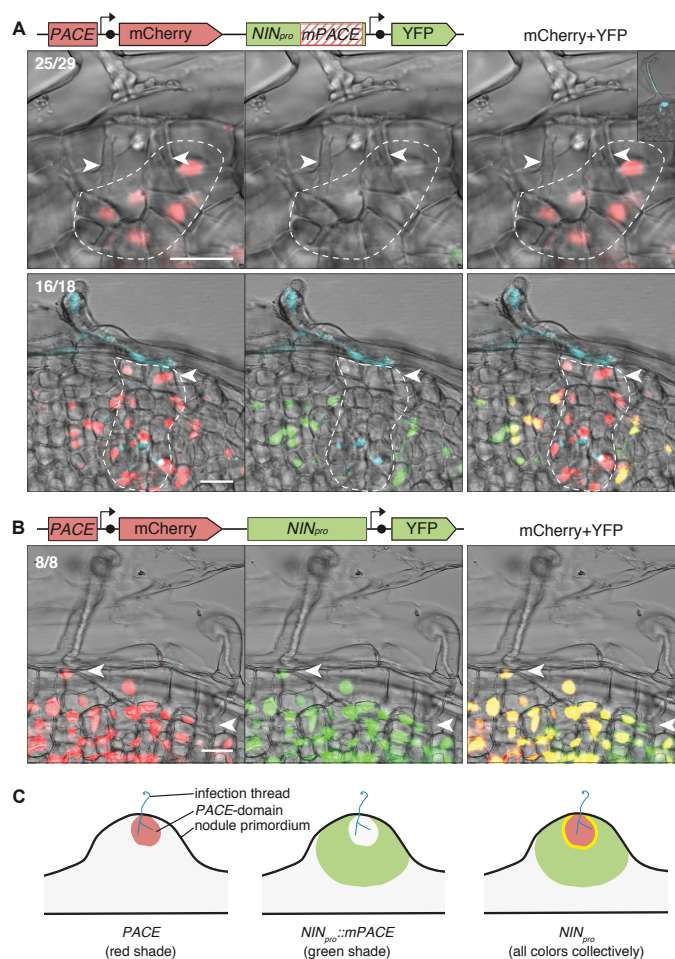 A
PACE mCherry NINpro mPACE YFP mCherry+YFP
25/29
16/18
B
PACE mCherry NINpro YFP mCherry+YFP
8/8
C
infection thread
PACE-domain
nodule primordium
PACE NINpro::mPACE NINpro
(red shade) (green shade) (all colors collectively)